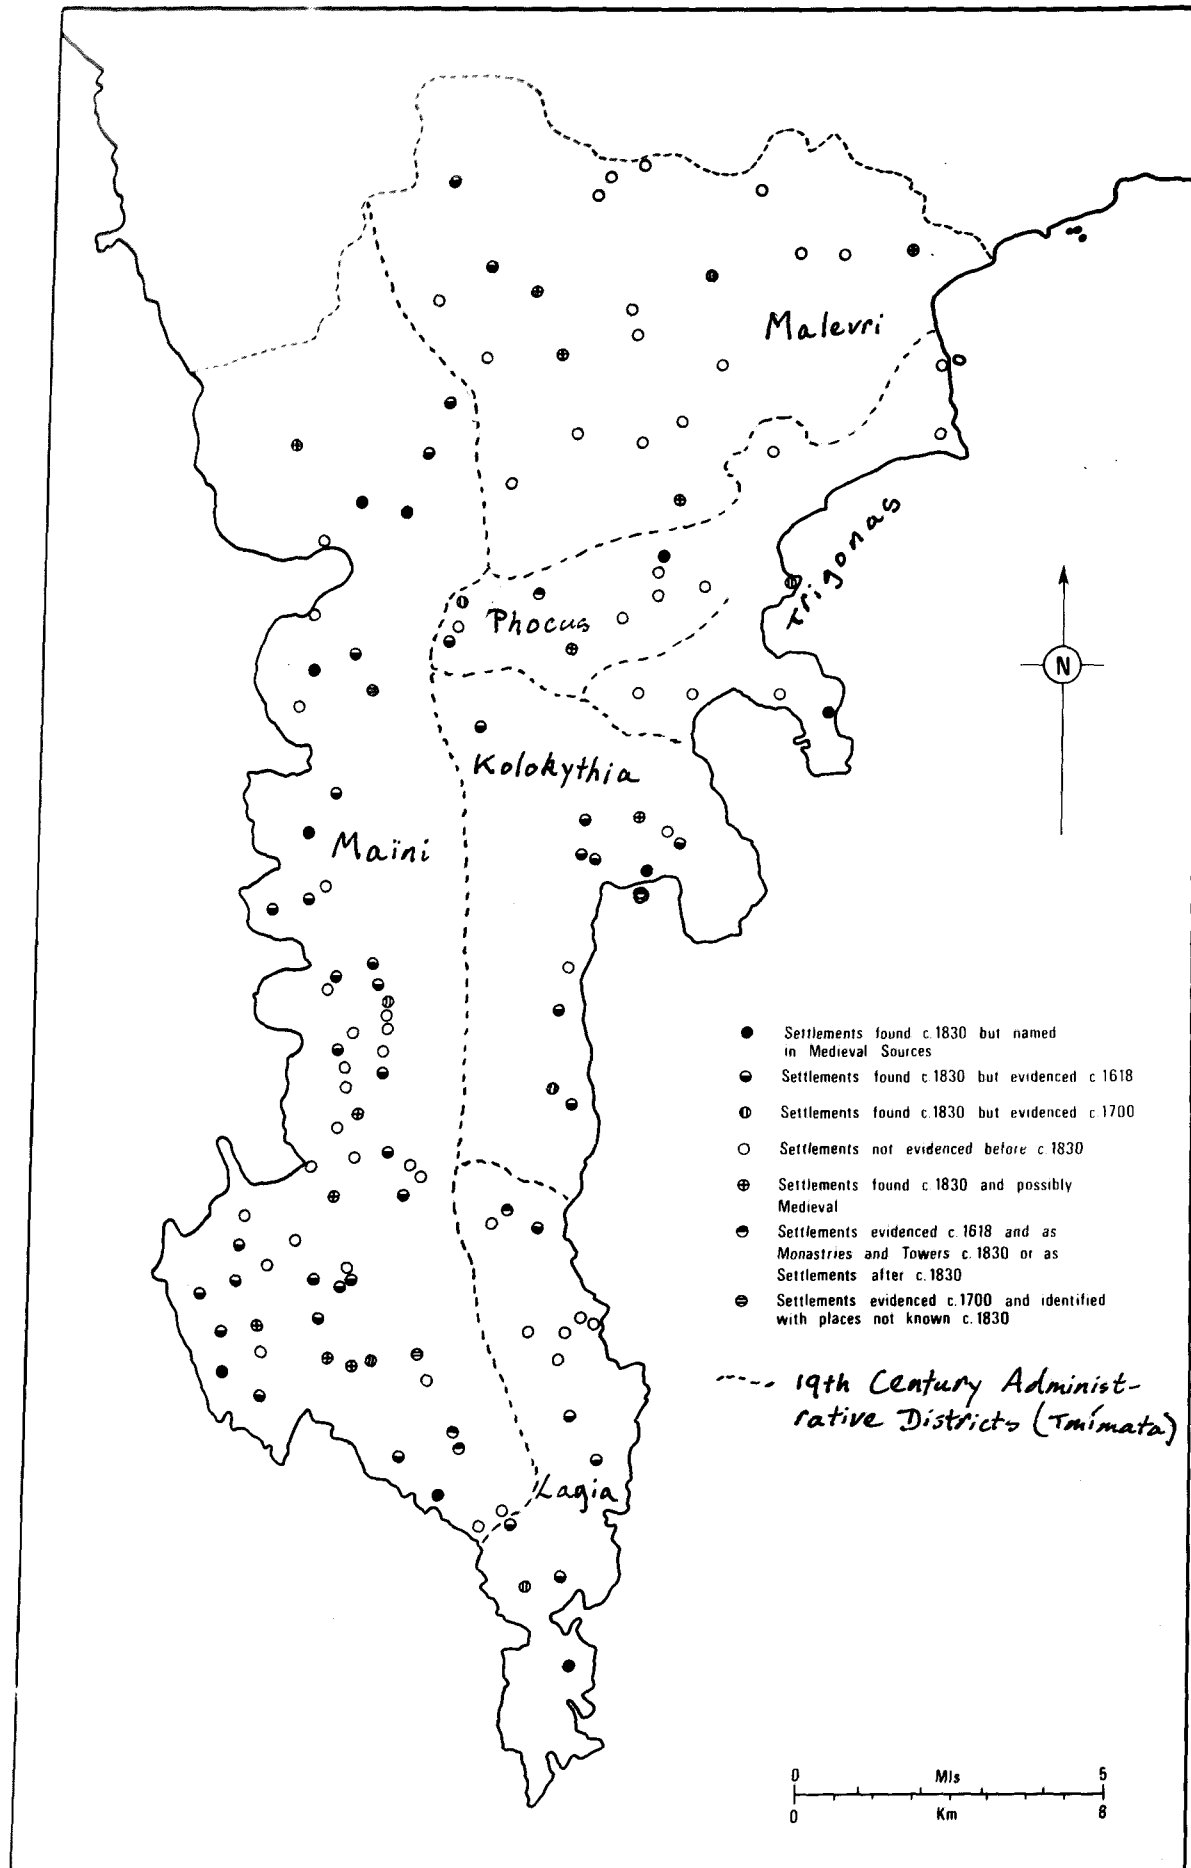 Malevri
Trigonas
Phocus
N
Kolokythia
Maïni
Settlements found c.1830 but named
in Medieval Sources
Settlements found c.1830 but evidenced c 1618
Settlements found c.1830 but evidenced c 1700
Settlements not evidenced before c 1830
Settlements found c 1830 and possibly
Medieval
Settlements evidenced c.1618 and as
Monastries and Towers c.1830 or as
Settlements after c.1830
Settlements evidenced c.1700 and identified
with places not known c.1830
19th Century Administ-
rative Districts (Tmímata)
Lagia
0 Mls 5
0 Km 8